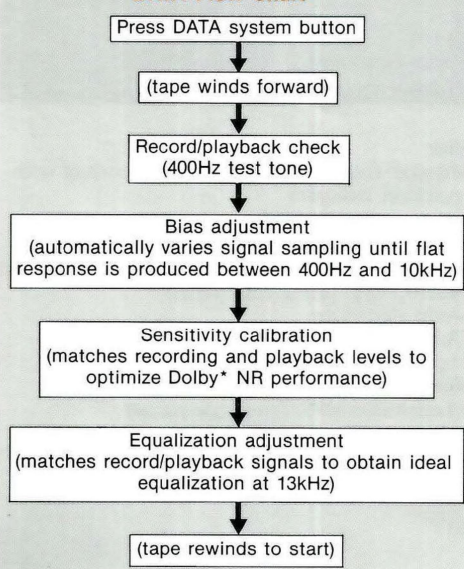 Press DATA system button
(tape winds forward)
Record/playback check
(400Hz test tone)
Bias adjustment
(automatically varies signal sampling until flat
response is produced between 400Hz and 10kHz)
Sensitivity calibration
(matches recording and playback levels to
optimize Dolby* NR performance)
Equalization adjustment
(matches record/playback signals to obtain ideal
equalization at 13kHz)
(tape rewinds to start)